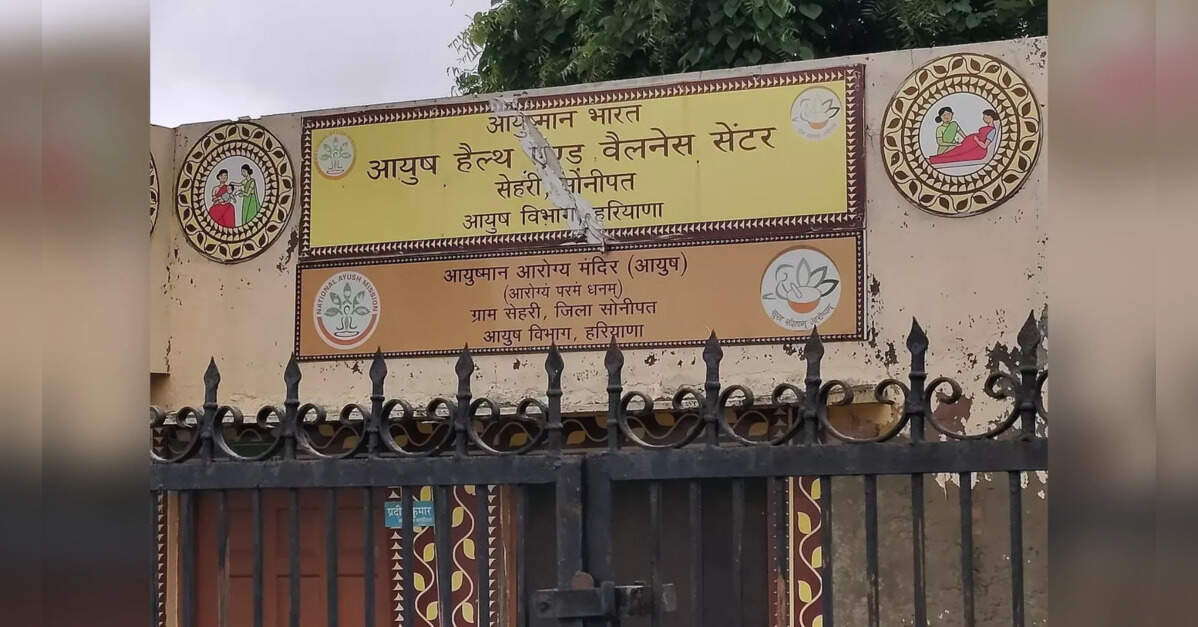 आयुष्मान भारत
आयुष हैल्थ एण्ड वैलनेस सेंटर
सेहरी, सोनीपत
आयुष विभाग, हरियाणा
आयुष्मान आरोग्य मंदिर (आयुष)
(आरोग्यं परमं धनम्)
ग्राम सेहरी, जिला सोनीपत
आयुष विभाग, हरियाणा
NATIONAL AYUSH MISSION